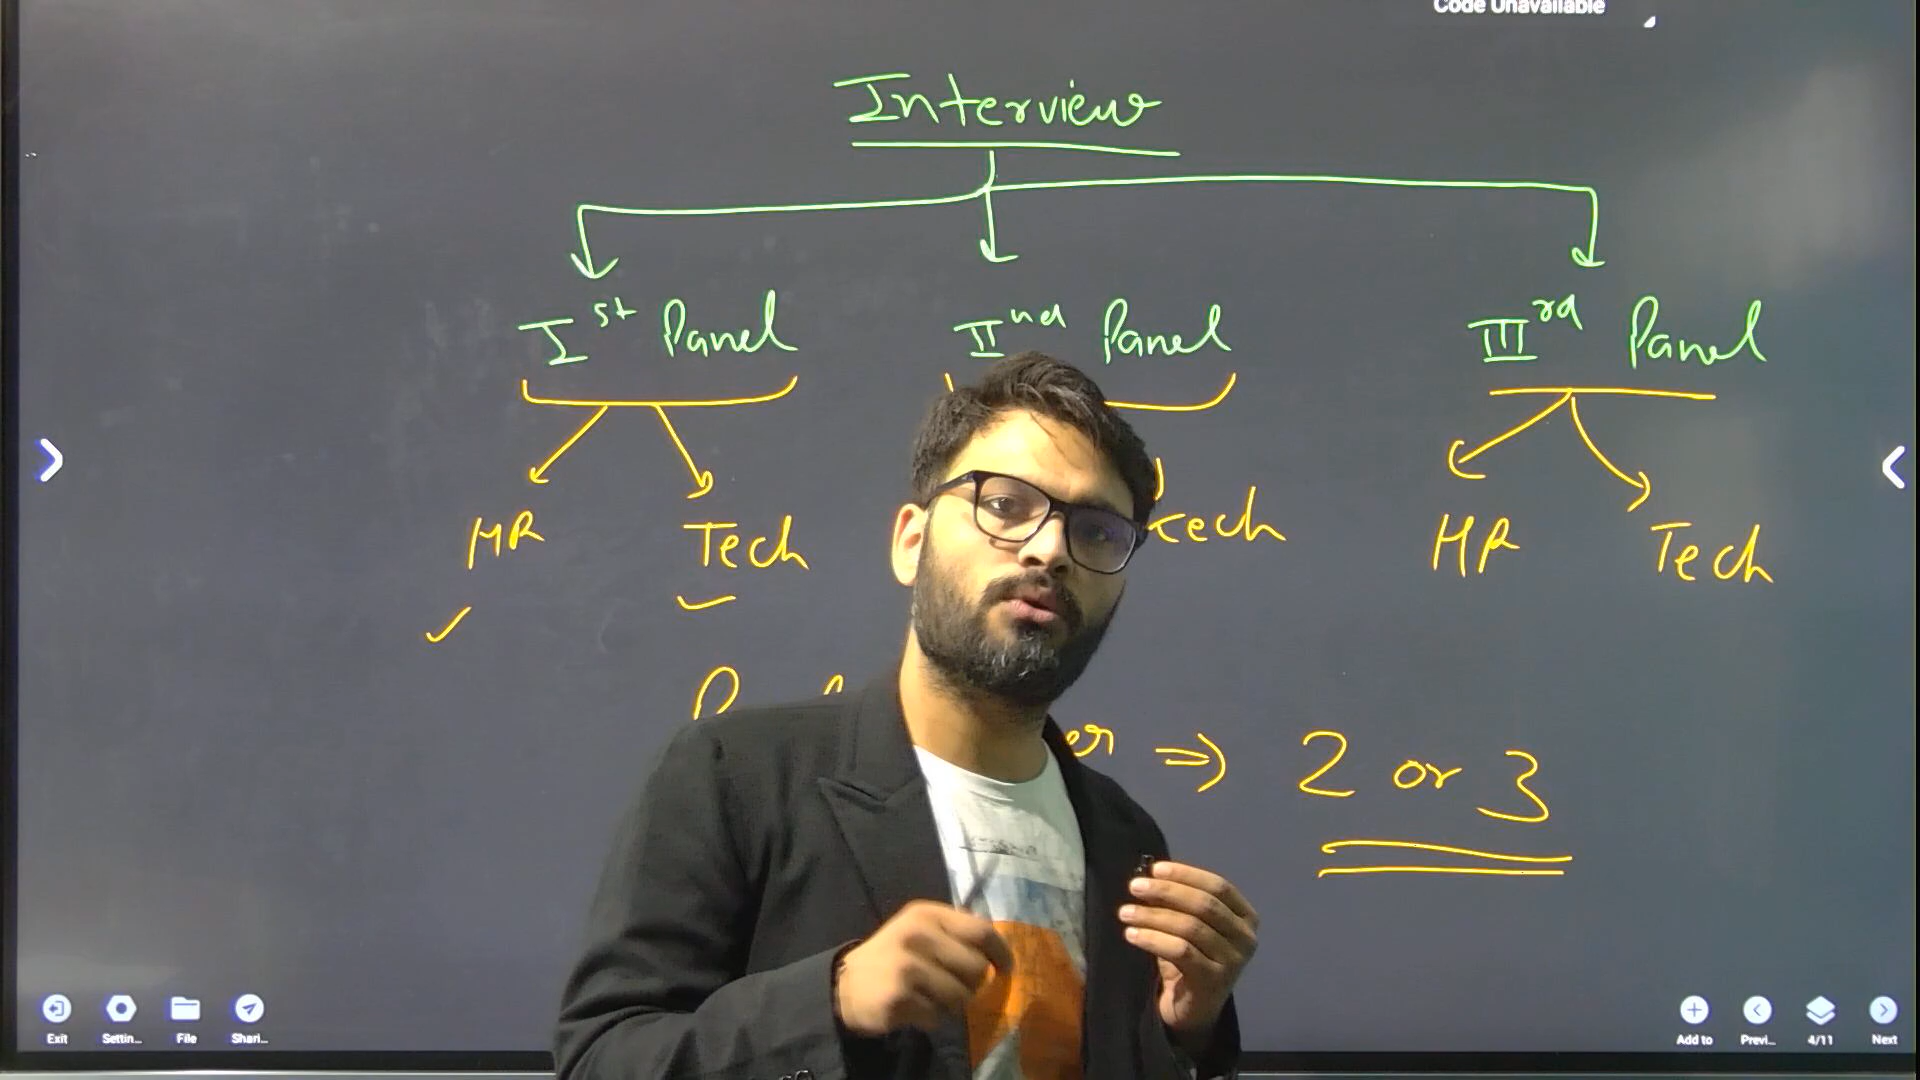 Code Unavailable
Interview
Ist Panel IInd Panel IIIrd Panel
HR Tech Tech HR Tech
⇒ 2 or 3
Exit Settin... File Shari... Add to Previ... 4/11 Next